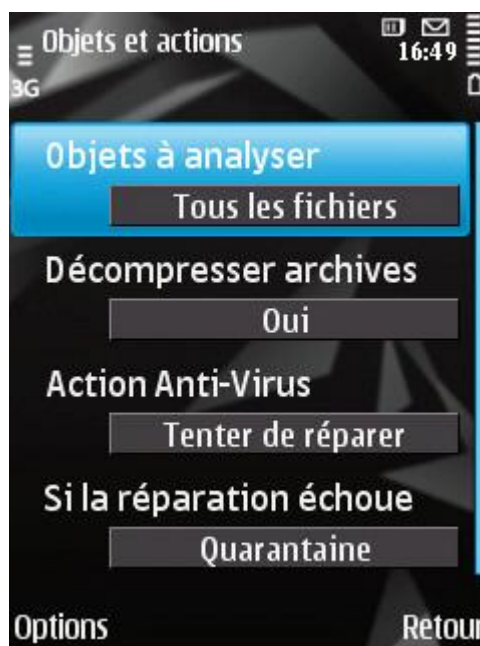 Objets et actions
16:49
3G
Objets à analyser
Tous les fichiers
Décompresser archives
Oui
Action Anti-Virus
Tenter de réparer
Si la réparation échoue
Quarantaine
Options
Retour